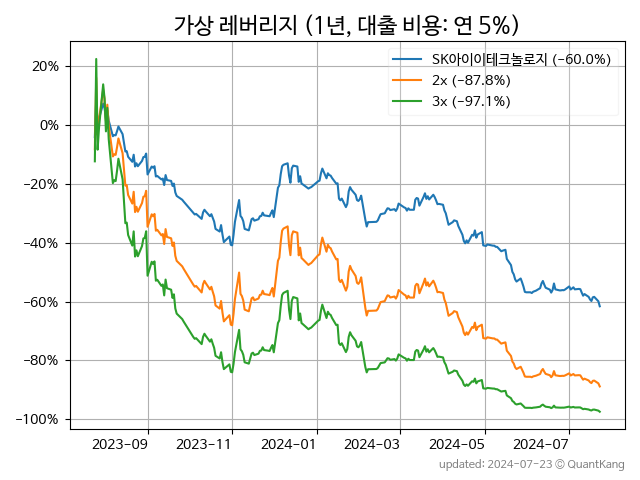 가상 레버리지 (1년, 대출 비용: 연 5%)
SK아이이테크놀로지 (−60.0%)
2x (−87.8%)
3x (−97.1%)
20%
0%
−20%
−40%
−60%
−80%
−100%
2023-09 2023-11 2024-01 2024-03 2024-05 2024-07
updated: 2024-07-23 © QuantKang